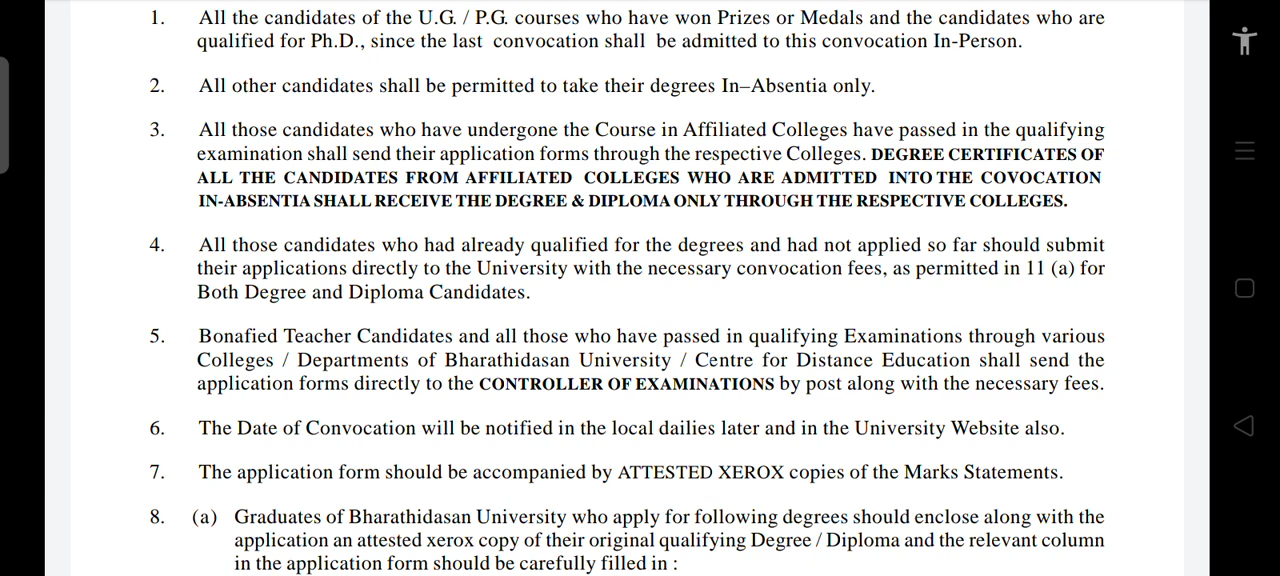 1. All the candidates of the U.G. / P.G. courses who have won Prizes or Medals and the candidates who are
qualified for Ph.D., since the last convocation shall be admitted to this convocation In-Person.
2. All other candidates shall be permitted to take their degrees In–Absentia only.
3. All those candidates who have undergone the Course in Affiliated Colleges have passed in the qualifying
examination shall send their application forms through the respective Colleges. DEGREE CERTIFICATES OF
ALL THE CANDIDATES FROM AFFILIATED COLLEGES WHO ARE ADMITTED INTO THE COVOCATION
IN-ABSENTIA SHALL RECEIVE THE DEGREE & DIPLOMA ONLY THROUGH THE RESPECTIVE COLLEGES.
4. All those candidates who had already qualified for the degrees and had not applied so far should submit
their applications directly to the University with the necessary convocation fees, as permitted in 11 (a) for
Both Degree and Diploma Candidates.
5. Bonafied Teacher Candidates and all those who have passed in qualifying Examinations through various
Colleges / Departments of Bharathidasan University / Centre for Distance Education shall send the
application forms directly to the CONTROLLER OF EXAMINATIONS by post along with the necessary fees.
6. The Date of Convocation will be notified in the local dailies later and in the University Website also.
7. The application form should be accompanied by ATTESTED XEROX copies of the Marks Statements.
8. (a) Graduates of Bharathidasan University who apply for following degrees should enclose along with the
application an attested xerox copy of their original qualifying Degree / Diploma and the relevant column
in the application form should be carefully filled in :